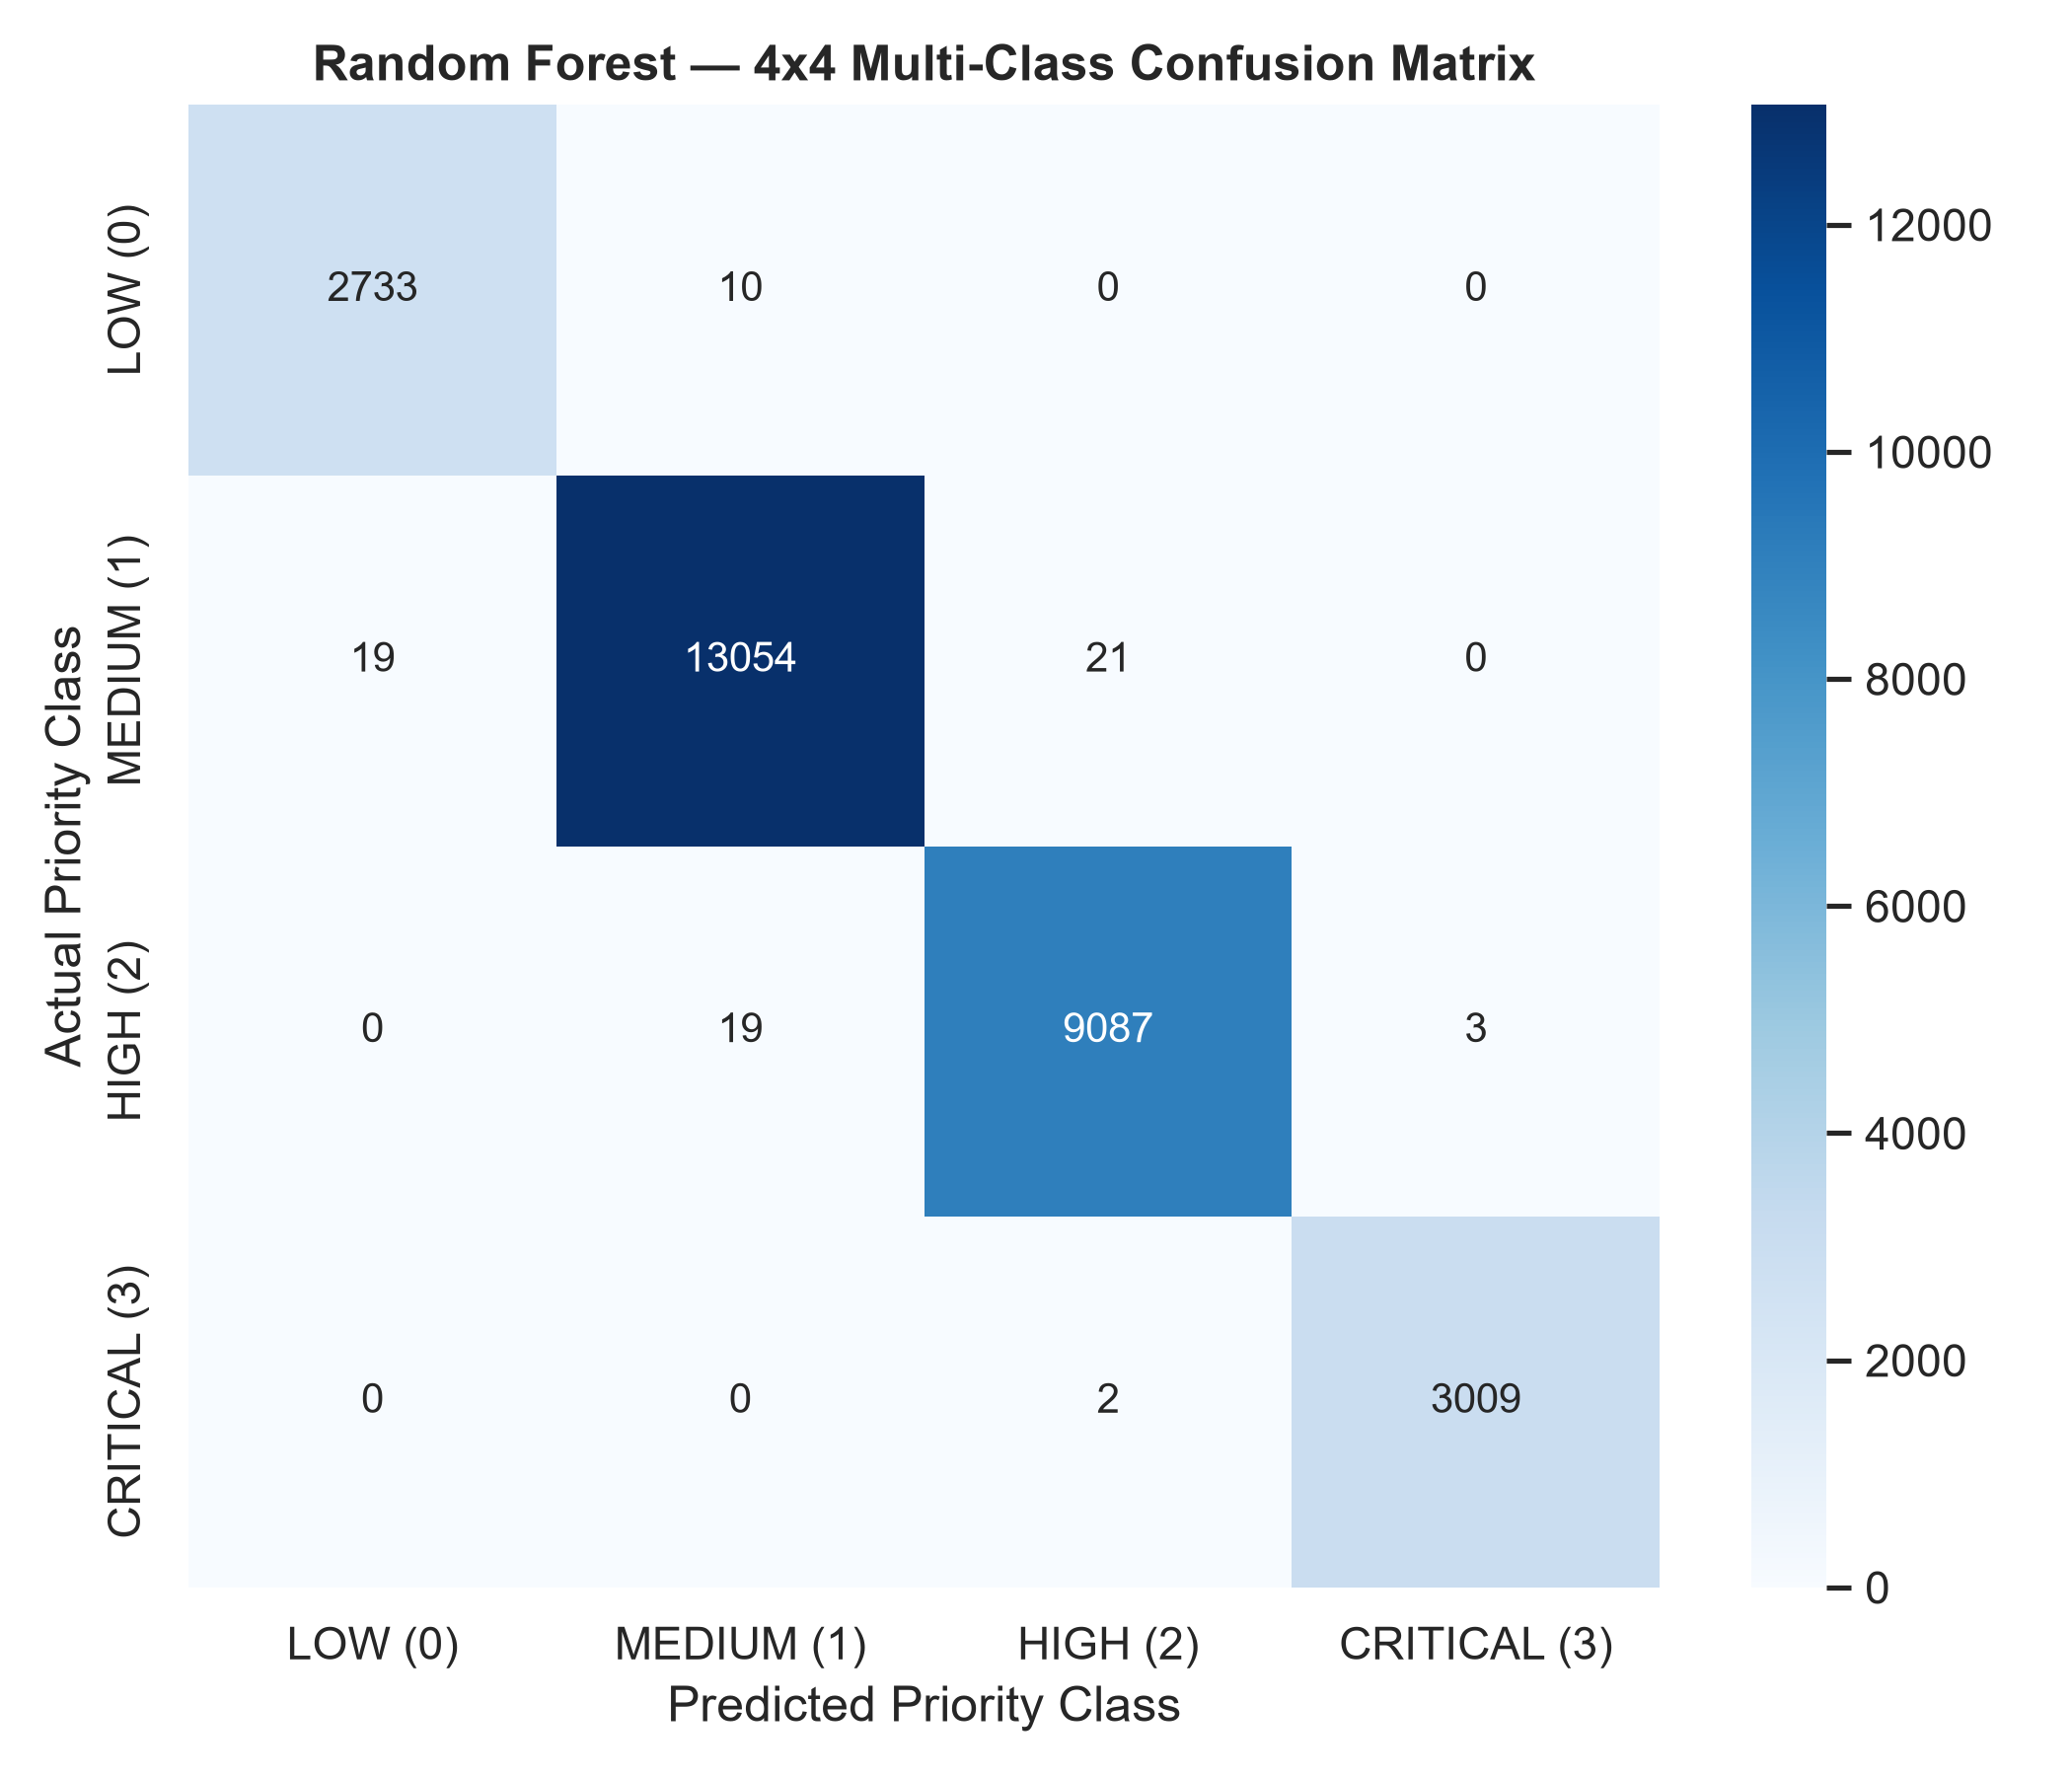 Random Forest — 4x4 Multi-Class Confusion Matrix
Actual Priority Class
LOW (0)
2733 10 0 0
MEDIUM (1)
19 13054 21 0
HIGH (2)
0 19 9087 3
CRITICAL (3)
0 0 2 3009
LOW (0) MEDIUM (1) HIGH (2) CRITICAL (3)
Predicted Priority Class
12000
10000
8000
6000
4000
2000
0